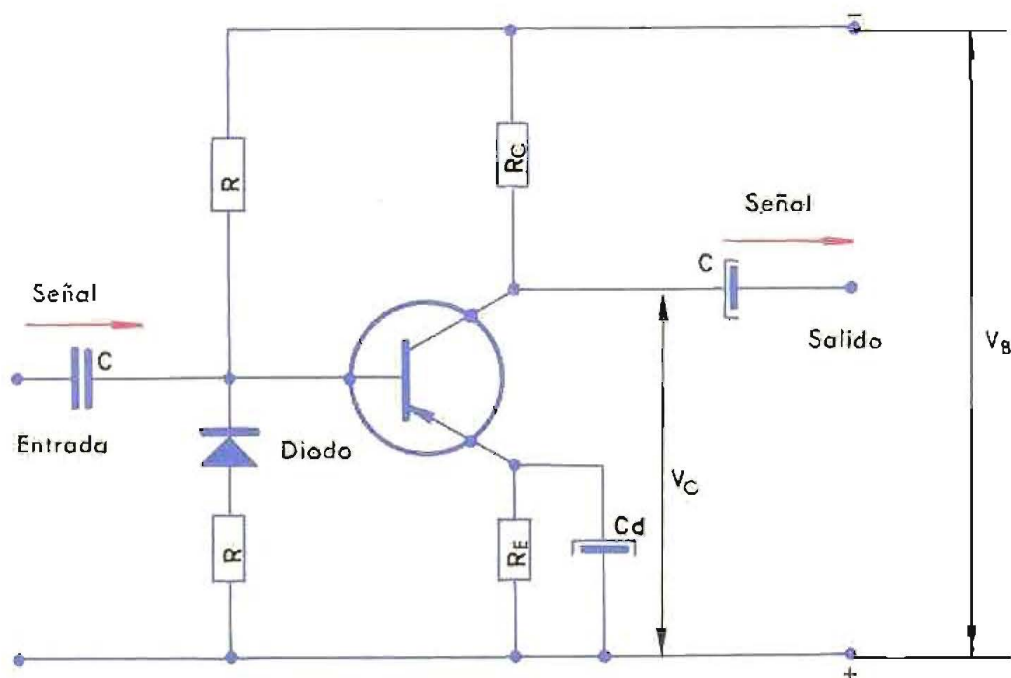 −
R
RC
Señal
C
Salido
VB
Señal
C
Entrada
Diodo
VC
R
RE
Cd
+